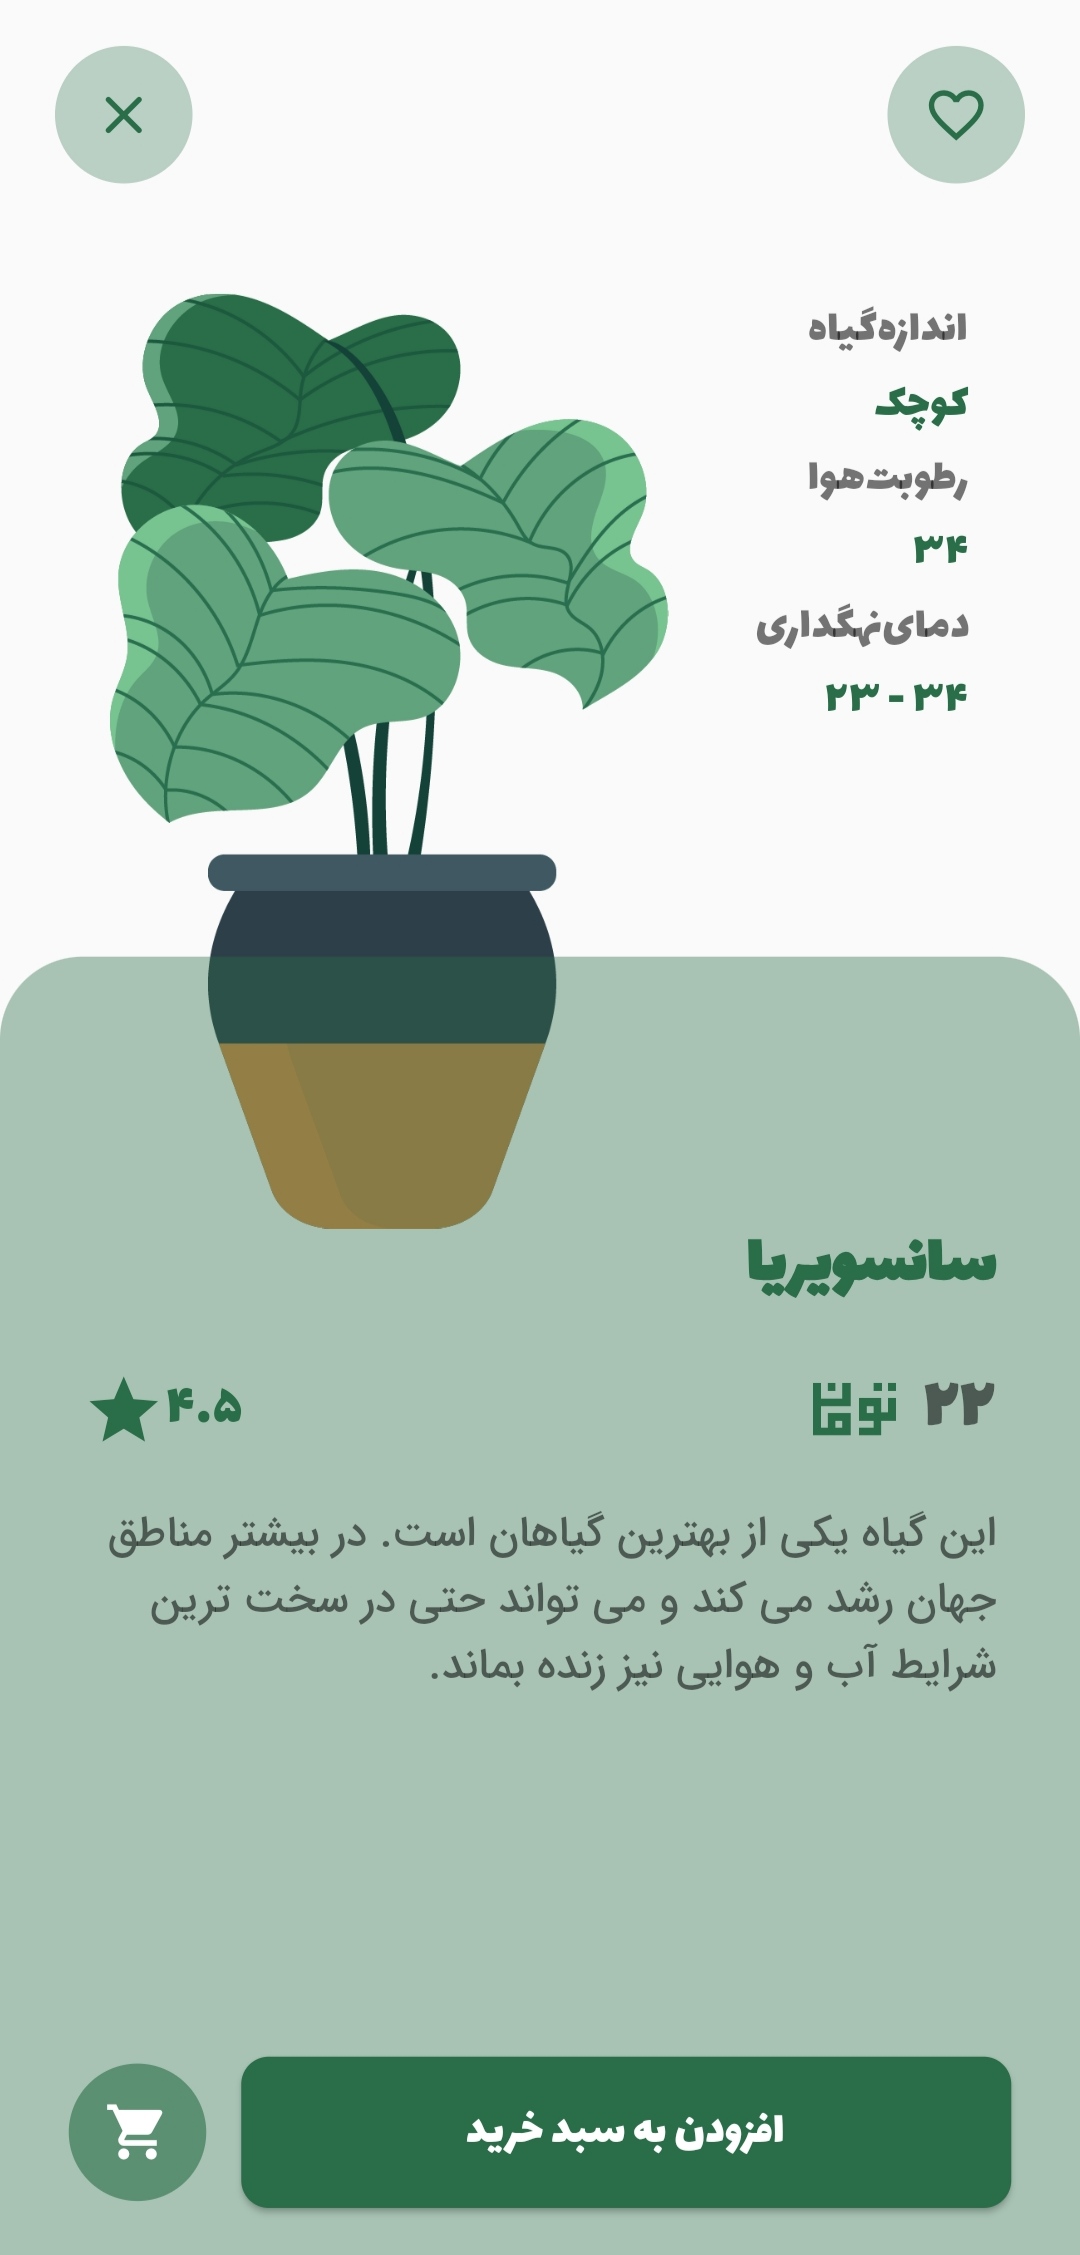 اندازه‌گیاه
کوچک
رطوبت‌هوا
۳۴
دمای‌نهگداری
۲۳ - ۳۴
سانسویریا
۲۲ تومان
۴.۵
این گیاه یکی از بهترین گیاهان است. در بیشتر مناطق
جهان رشد می کند و می تواند حتی در سخت ترین
شرایط آب و هوایی نیز زنده بماند.
افزودن به سبد خرید